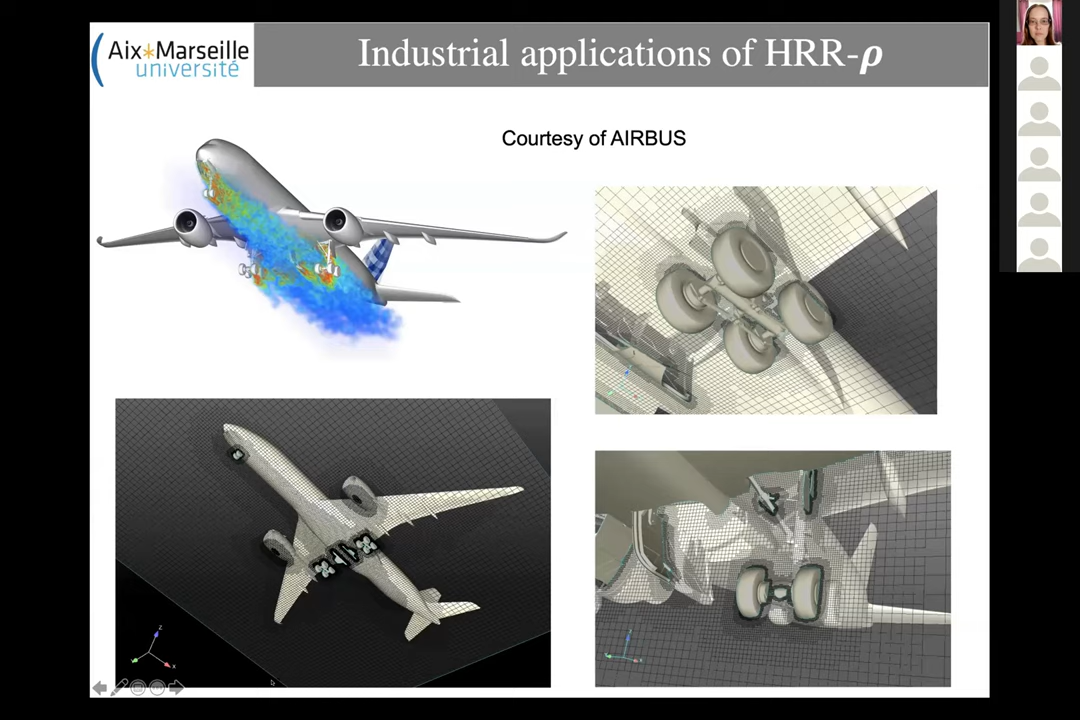 Aix*Marseille
université
Industrial applications of HRR-ρ
Courtesy of AIRBUS